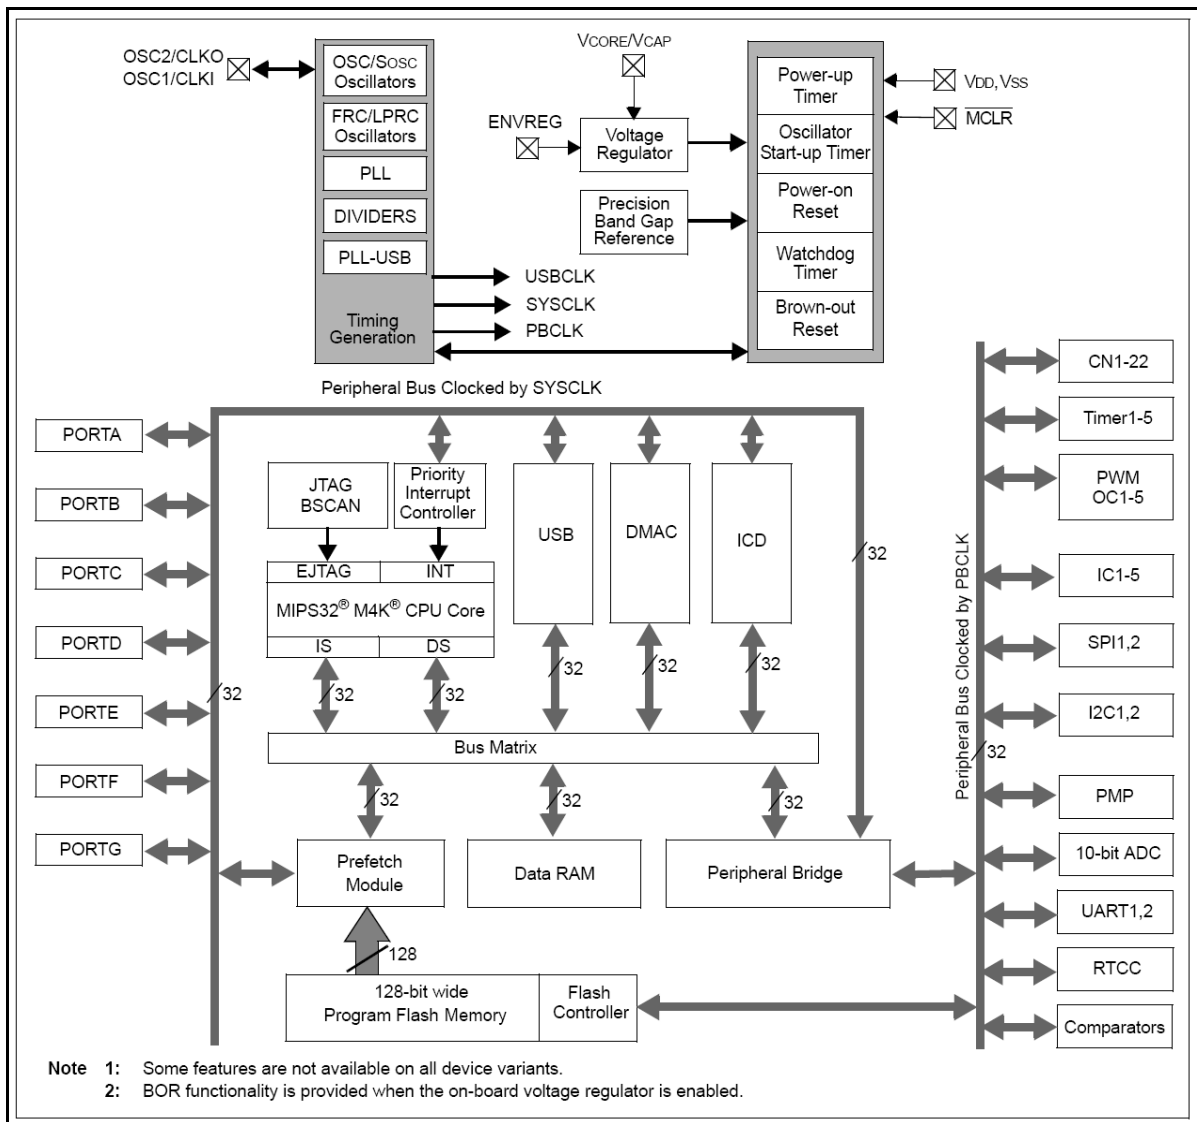 OSC2/CLKO
OSC1/CLKI
OSC/SOSC
Oscillators
FRC/LPRC
Oscillators
PLL
DIVIDERS
PLL-USB
Timing
Generation
USBCLK
SYSCLK
PBCLK
VCORE/VCAP
ENVREG
Voltage
Regulator
Precision
Band Gap
Reference
Power-up
Timer
Oscillator
Start-up Timer
Power-on
Reset
Watchdog
Timer
Brown-out
Reset
VDD, VSS
MCLR
Peripheral Bus Clocked by SYSCLK
PORTA
PORTB
PORTC
PORTD
PORTE
PORTF
PORTG
32
JTAG
BSCAN
Priority
Interrupt
Controller
EJTAG
INT
MIPS32® M4K® CPU Core
IS
DS
USB
DMAC
ICD
32
32
32
32
32
32
Bus Matrix
32
32
32
Prefetch
Module
Data RAM
Peripheral Bridge
128
128-bit wide
Program Flash Memory
Flash
Controller
Peripheral Bus Clocked by PBCLK
32
CN1-22
Timer1-5
PWM
OC1-5
IC1-5
SPI1,2
I2C1,2
PMP
10-bit ADC
UART1,2
RTCC
Comparators
Note 1: Some features are not available on all device variants.
2: BOR functionality is provided when the on-board voltage regulator is enabled.